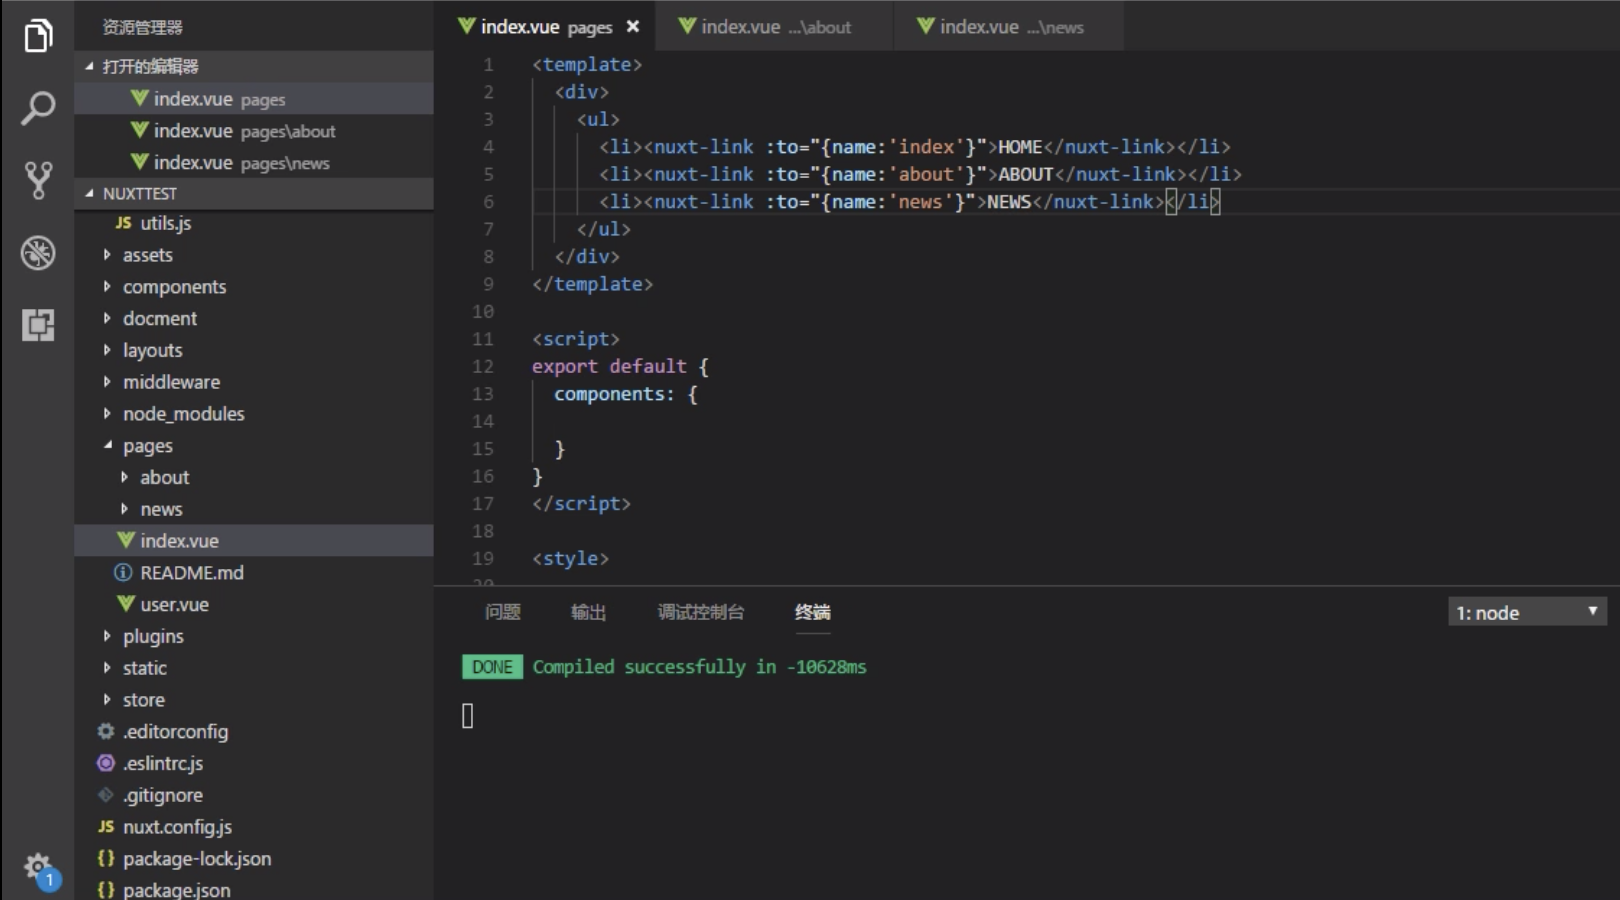 资源管理器
打开的编辑器
index.vue pages
index.vue pages\about
index.vue pages\news
NUXTTEST
JS utils.js
assets
components
docment
layouts
middleware
node_modules
pages
about
news
index.vue
README.md
user.vue
plugins
static
store
.editorconfig
.eslintrc.js
.gitignore
JS nuxt.config.js
{} package-lock.json
{} package.json
1
index.vue pages ×
index.vue ...\about
index.vue ...\news
1 <template>
2 <div>
3 <ul>
4 <li><nuxt-link :to="{name:'index'}">HOME</nuxt-link></li>
5 <li><nuxt-link :to="{name:'about'}">ABOUT</nuxt-link></li>
6 <li><nuxt-link :to="{name:'news'}">NEWS</nuxt-link></li>
7 </ul>
8 </div>
9 </template>
10
11 <script>
12 export default {
13 components: {
14
15 }
16 }
17 </script>
18
19 <style>
20
问题 输出 调试控制台 终端 1: node
DONE Compiled successfully in -10628ms